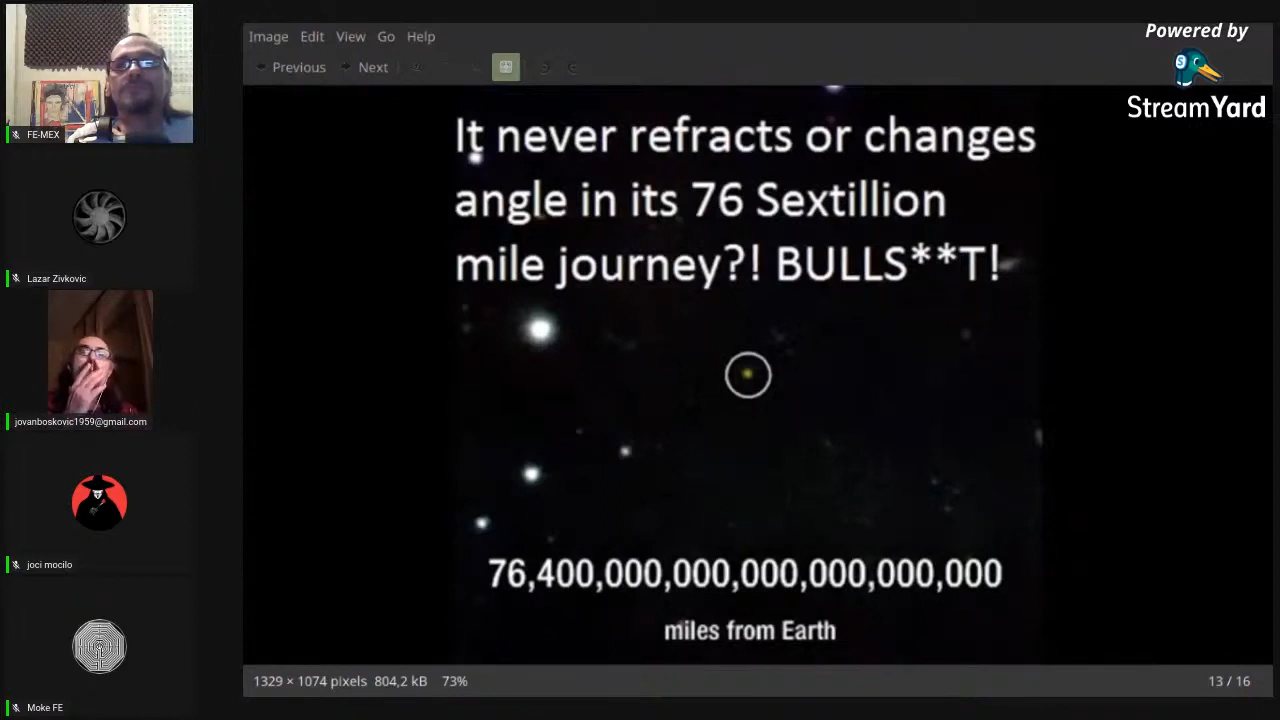 Powered by
StreamYard
Image Edit View Go Help
Previous Next
It never refracts or changes
angle in its 76 Sextillion
mile journey?! BULLS**T!
76,400,000,000,000,000,000,000
miles from Earth
1329 × 1074 pixels 804,2 kB 73%
13 / 16
FE-MEX
Lazar Zivkovic
jovanboskovic1959@gmail.com
joci mocilo
Moke FE